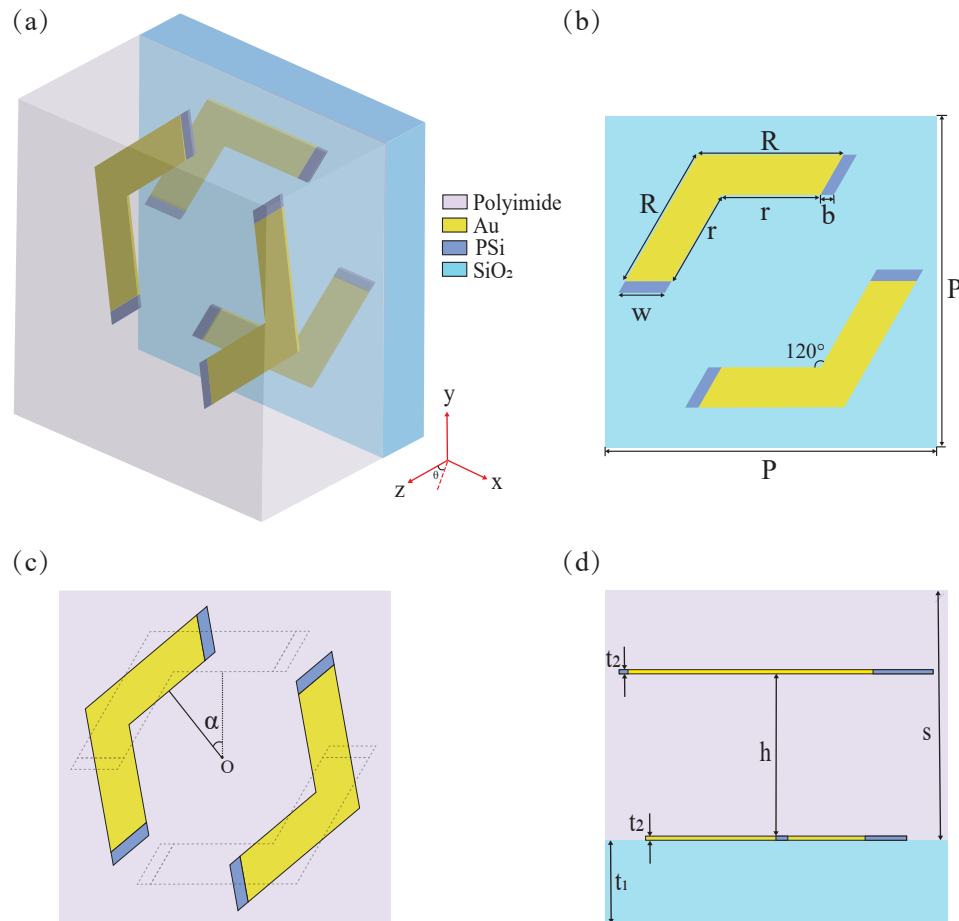 (a)
Polyimide
Au
PSi
SiO₂
y
θ
z
x
(b)
R
R
r
r
b
w
P
120°
P
(c)
α
O
(d)
t₂
h
s
t₂
t₁